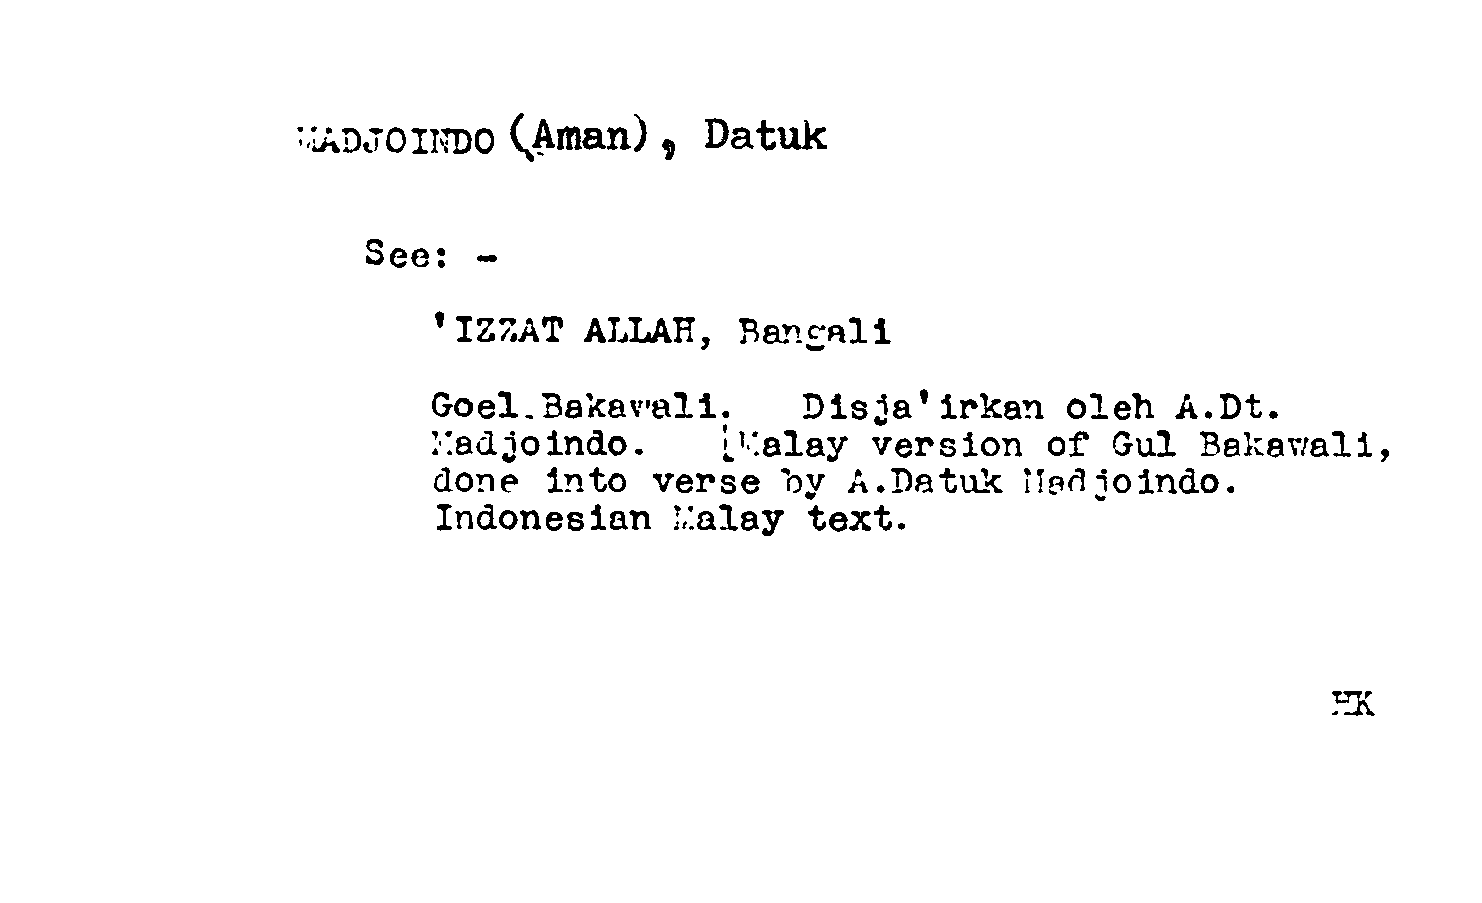 MADJOINDO (Aman), Datuk
See: -
'IZZAT ALLAH, Bangali
Goel.Bakawali. Disja'irkan oleh A.Dt.
Madjoindo. [Malay version of Gul Bakawali,
done into verse by A.Datuk Madjoindo.
Indonesian Malay text.
HK